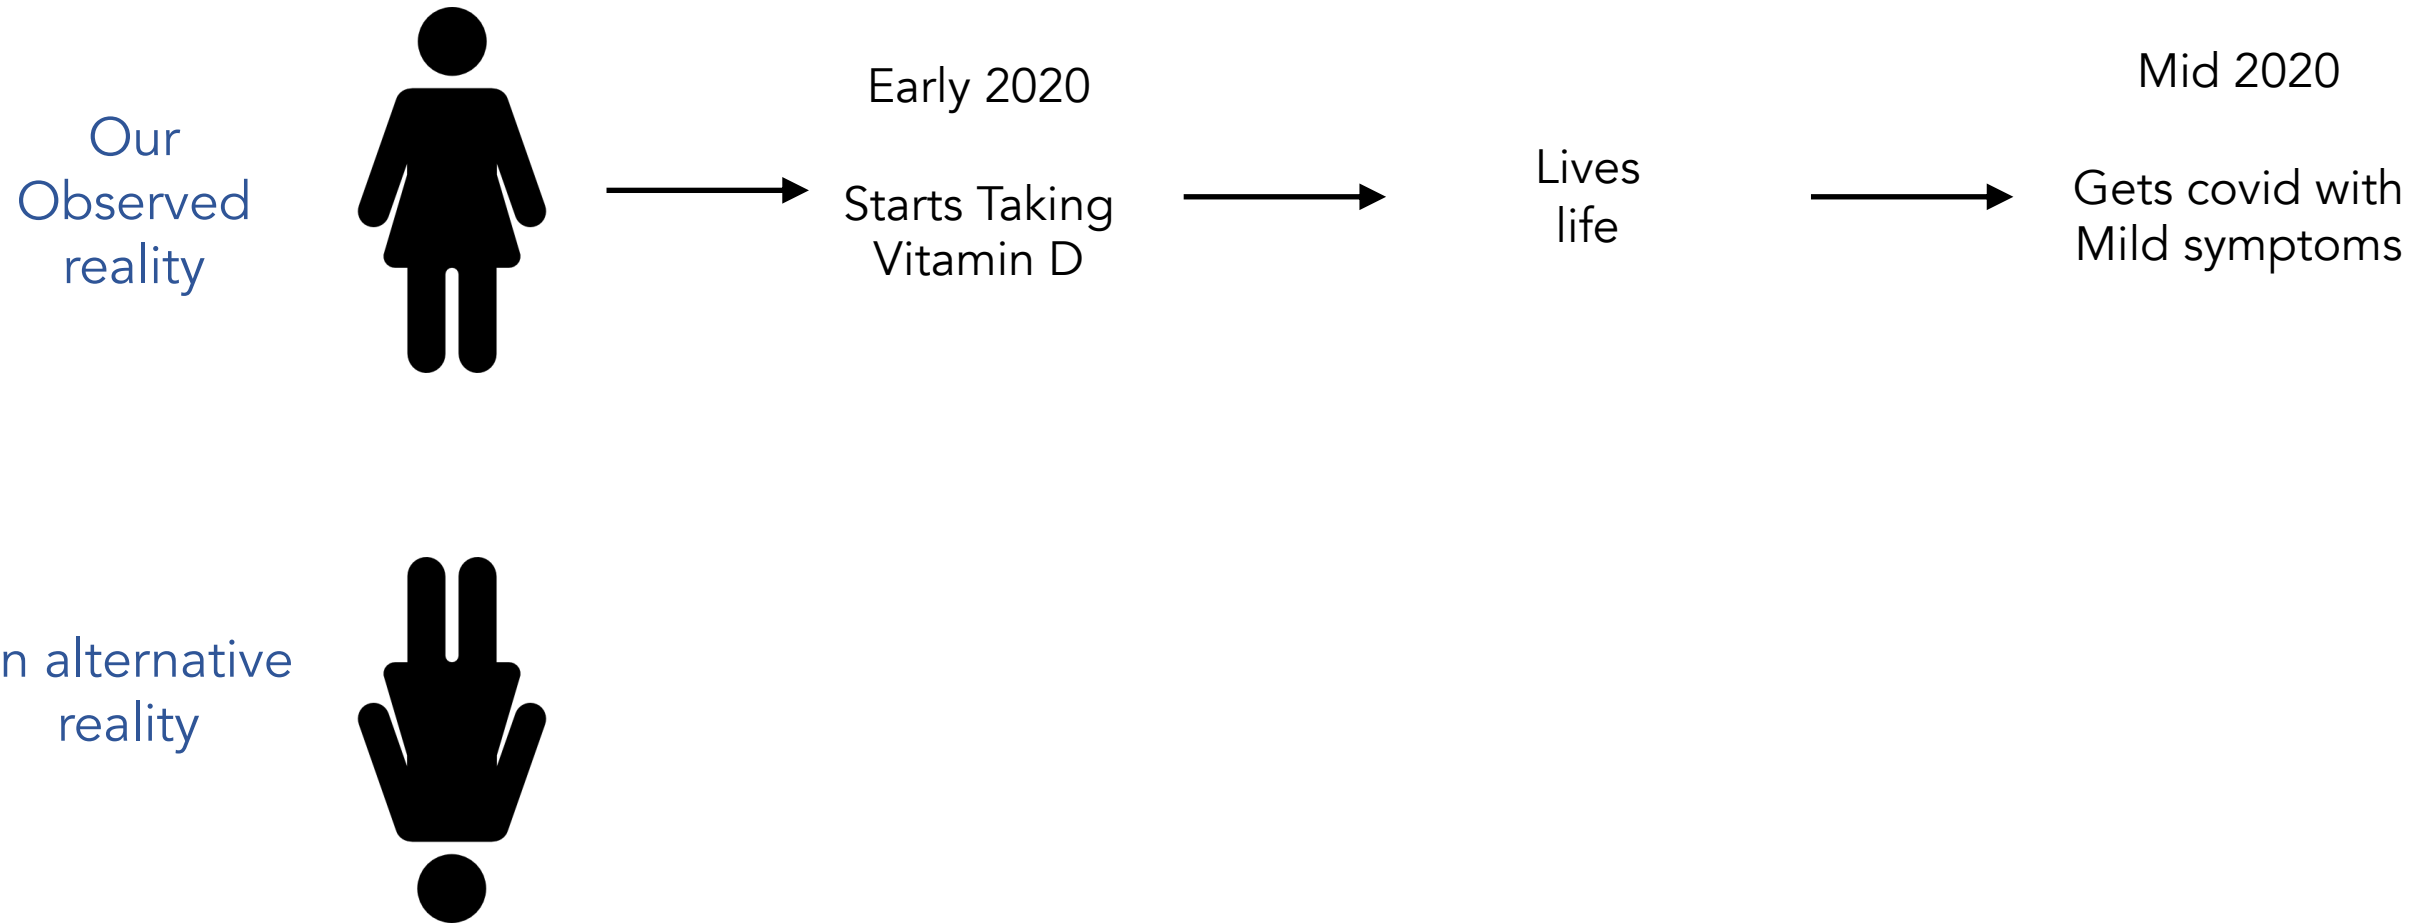 Our
Observed
reality
Early 2020
Starts Taking
Vitamin D
Lives
life
Mid 2020
Gets covid with
Mild symptoms
n alternative
reality